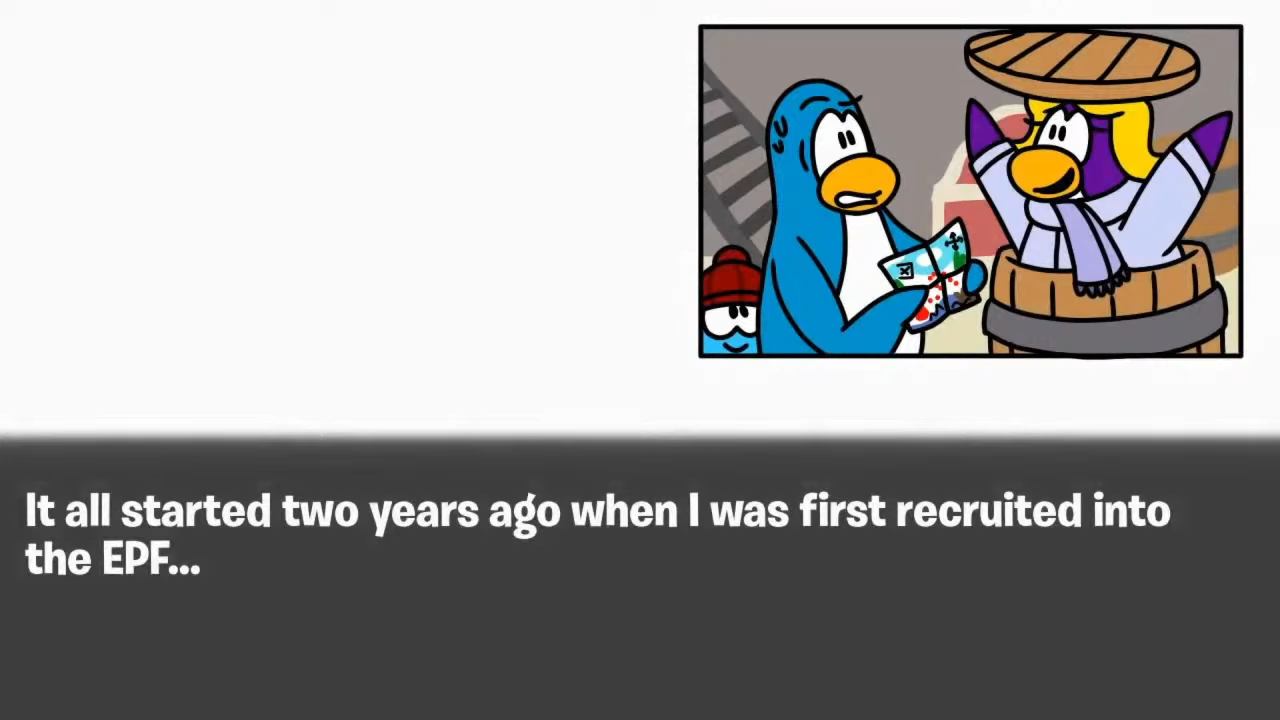 It all started two years ago when I was first recruited into
the EPF...